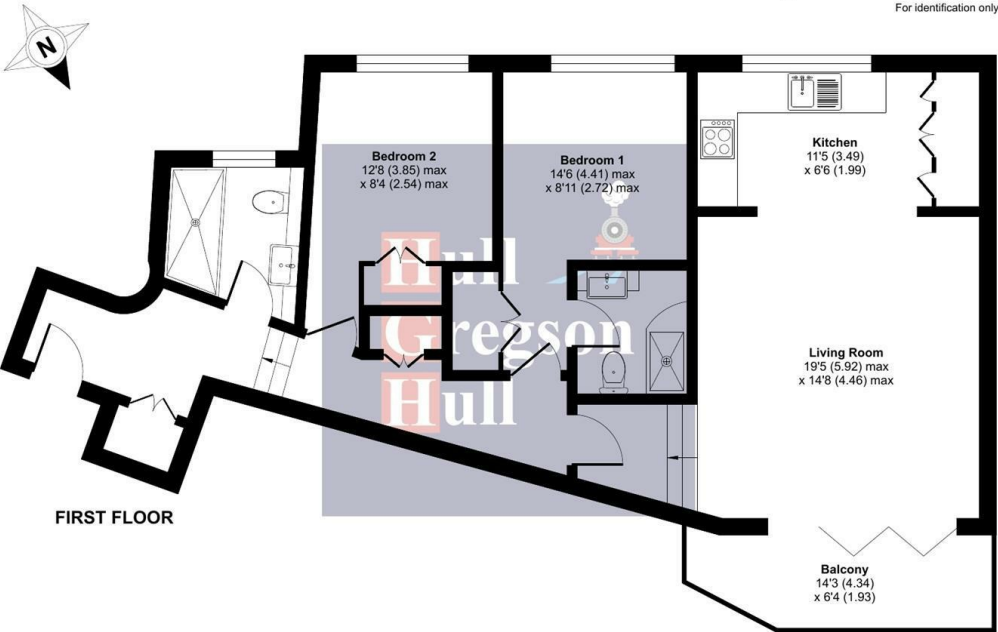 For identification only
N
Bedroom 2
12'8 (3.85) max
x 8'4 (2.54) max
Bedroom 1
14'6 (4.41) max
x 8'11 (2.72) max
Kitchen
11'5 (3.49)
x 6'6 (1.99)
Hull
Gregson
Hull
Living Room
19'5 (5.92) max
x 14'8 (4.46) max
FIRST FLOOR
Balcony
14'3 (4.34)
x 6'4 (1.93)